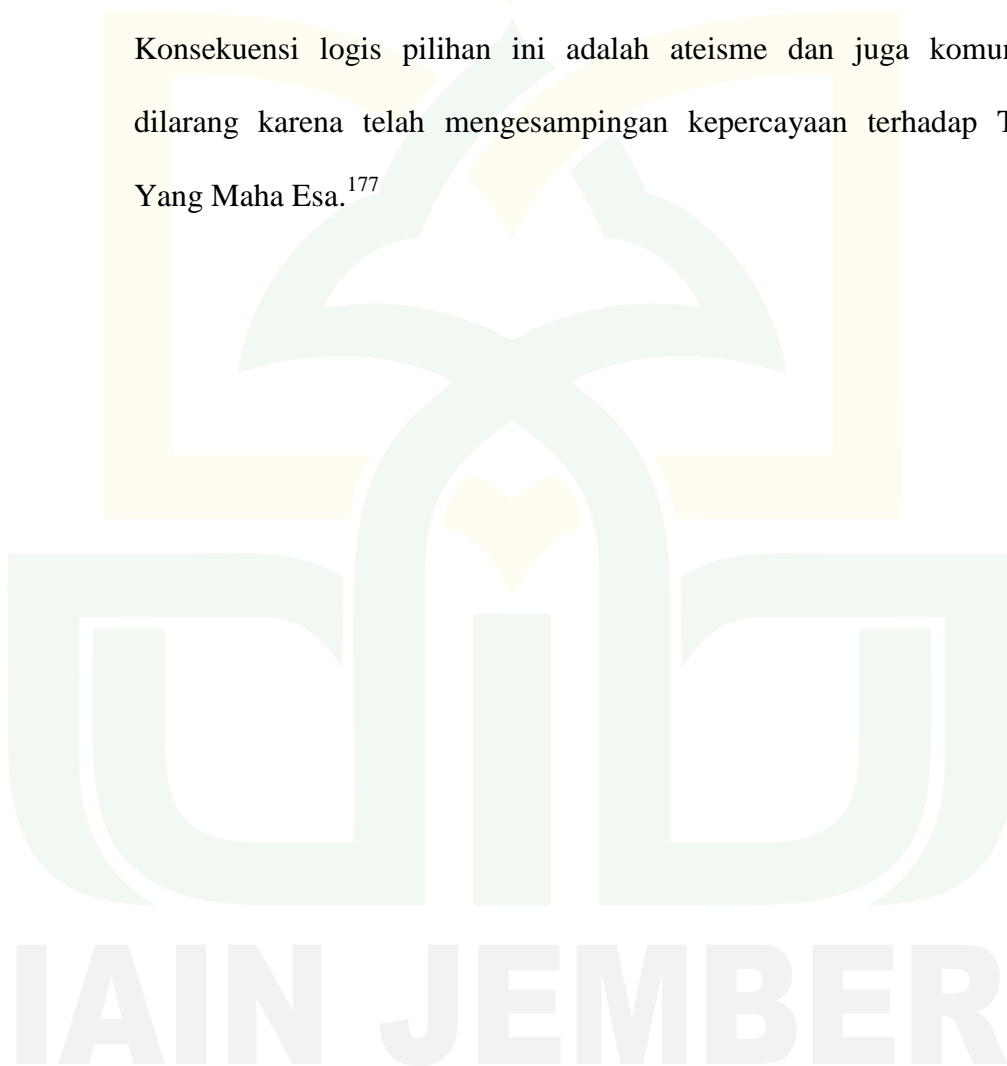 Konsekuensi logis pilihan ini adalah ateisme dan juga
dilarang karena telah mengesampingan kepercayaan terhadap
Yang Maha Esa.177
IAIN JEMBER